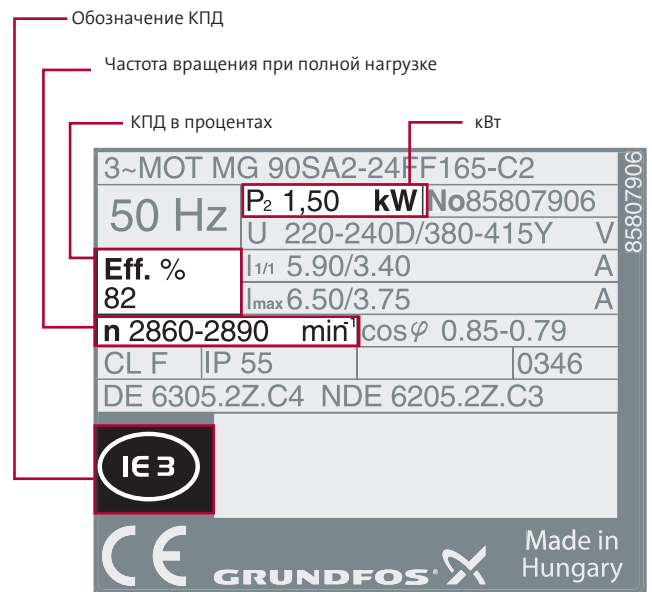 Обозначение КПД
Частота вращения при полной нагрузке
КПД в процентах
кВт
3~MOT MG 90SA2-24FF165-C2
50 Hz
P₂ 1,50 kW
No85807906
85807906
U 220-240D/380-415Y V
Eff. %
82
I1/1 5.90/3.40 A
Imax 6.50/3.75 A
n 2860-2890 min⁻¹
cosφ 0.85-0.79
CL F IP 55 0346
DE 6305.2Z.C4 NDE 6205.2Z.C3
IE3
CE
GRUNDFOS
Made in
Hungary